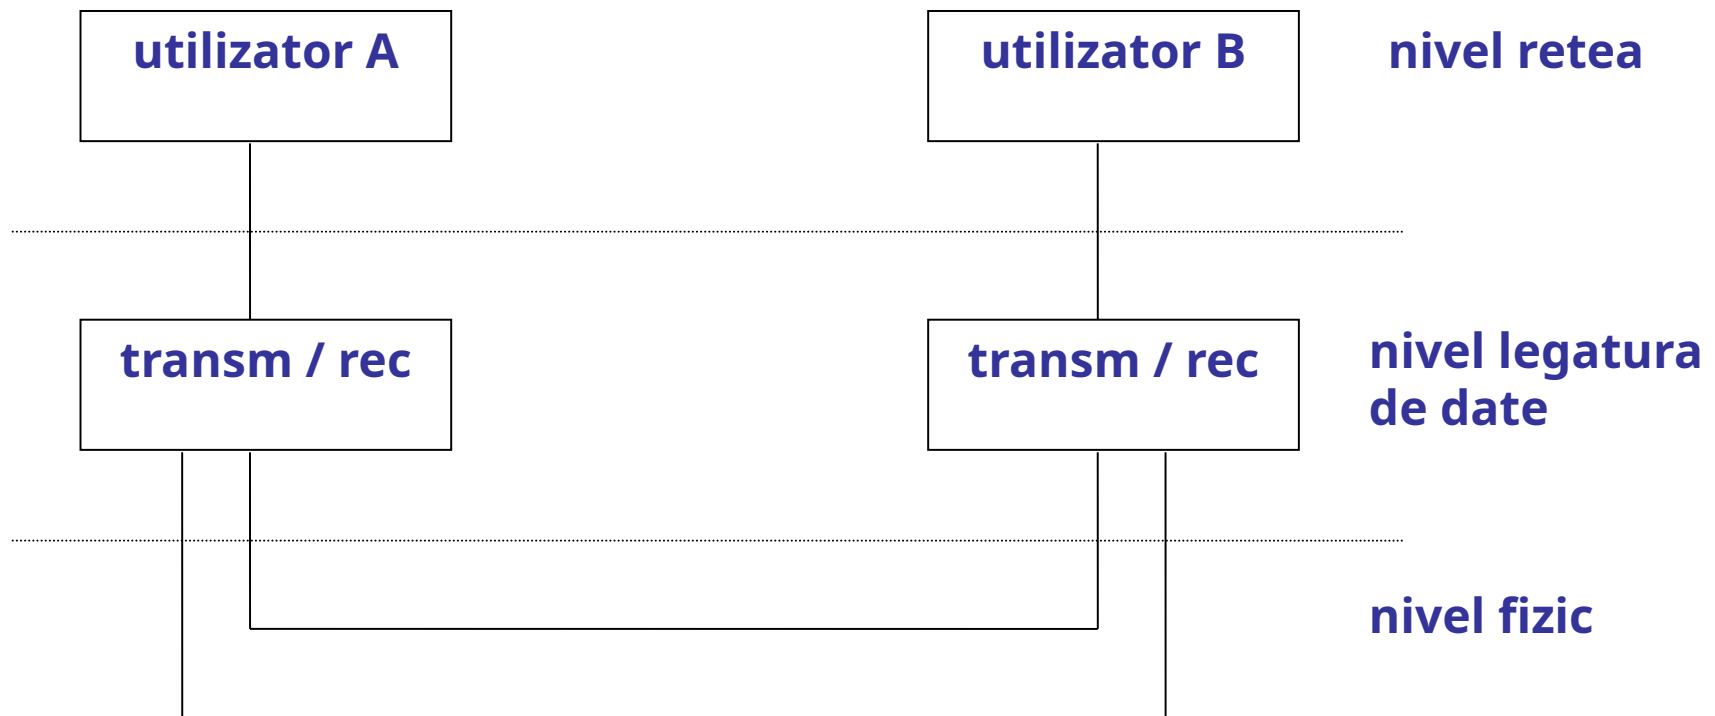 utilizator A
utilizator B
nivel retea
transm / rec
transm / rec
nivel legatura
de date
nivel fizic